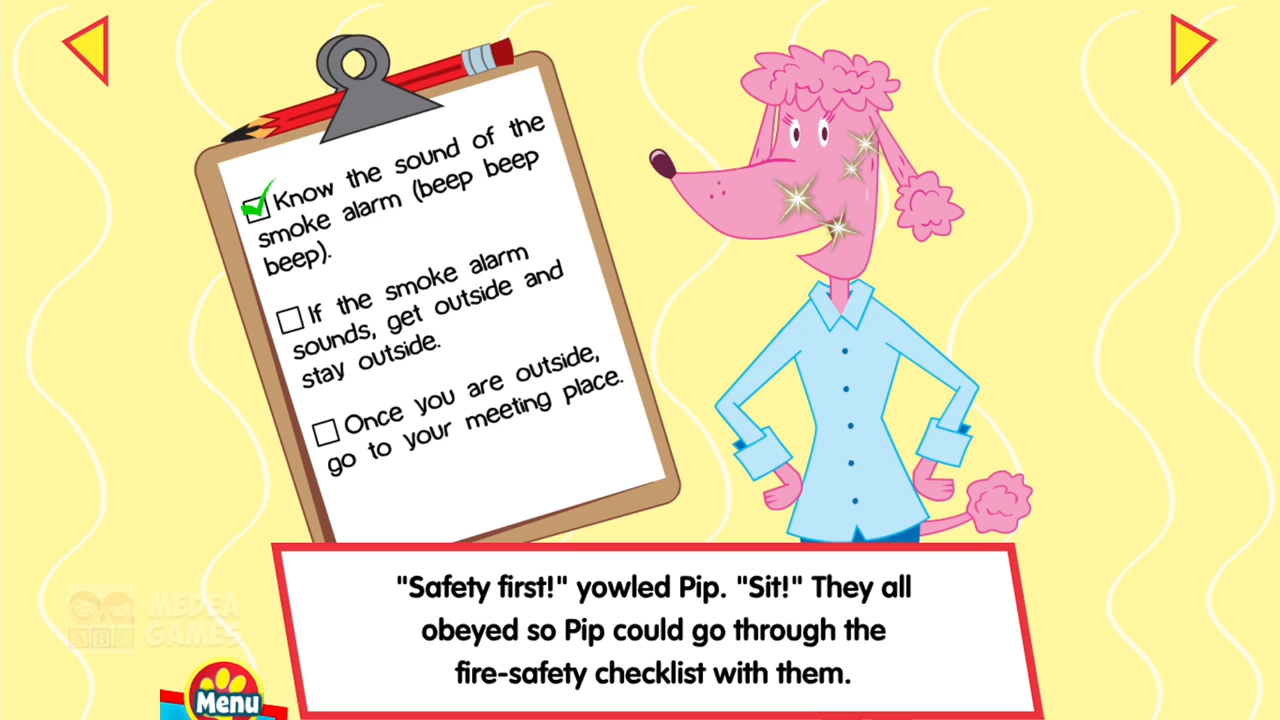 Know the sound of the
smoke alarm (beep beep
beep).
If the smoke alarm
sounds, get outside and
stay outside.
Once you are outside,
go to your meeting place.
"Safety first!" yowled Pip. "Sit!" They all
obeyed so Pip could go through the
fire-safety checklist with them.
MEDEA
GAMES
ABC
Menu